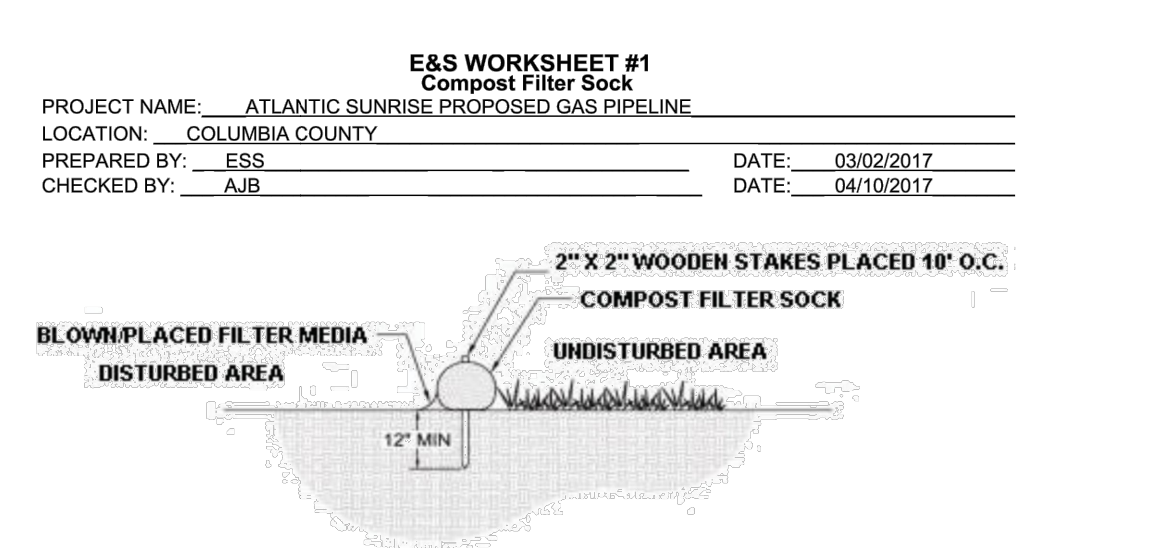 E&S WORKSHEET #1
Compost Filter Sock
PROJECT NAME: ATLANTIC SUNRISE PROPOSED GAS PIPELINE
LOCATION: COLUMBIA COUNTY
PREPARED BY: ESS DATE: 03/02/2017
CHECKED BY: AJB DATE: 04/10/2017
2" X 2" WOODEN STAKES PLACED 10' O.C.
COMPOST FILTER SOCK
BLOWN/PLACED FILTER MEDIA
UNDISTURBED AREA
DISTURBED AREA
12" MIN